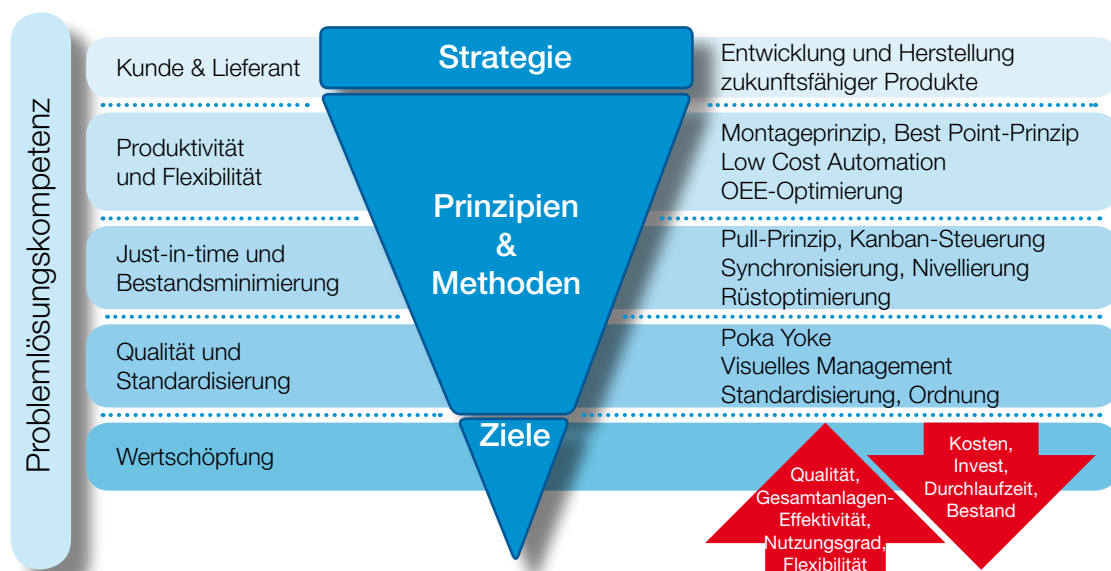 Problemlösungskompetenz
Kunde & Lieferant
Strategie
Entwicklung und Herstellung
zukunftsfähiger Produkte
Produktivität
und Flexibilität
Prinzipien
&
Methoden
Montageprinzip, Best Point-Prinzip
Low Cost Automation
OEE-Optimierung
Just-in-time und
Bestandsminimierung
Pull-Prinzip, Kanban-Steuerung
Synchronisierung, Nivellierung
Rüstoptimierung
Qualität und
Standardisierung
Poka Yoke
Visuelles Management
Standardisierung, Ordnung
Wertschöpfung
Ziele
Qualität,
Gesamtanlagen-
Effektivität,
Nutzungsgrad,
Flexibilität
Kosten,
Invest,
Durchlaufzeit,
Bestand